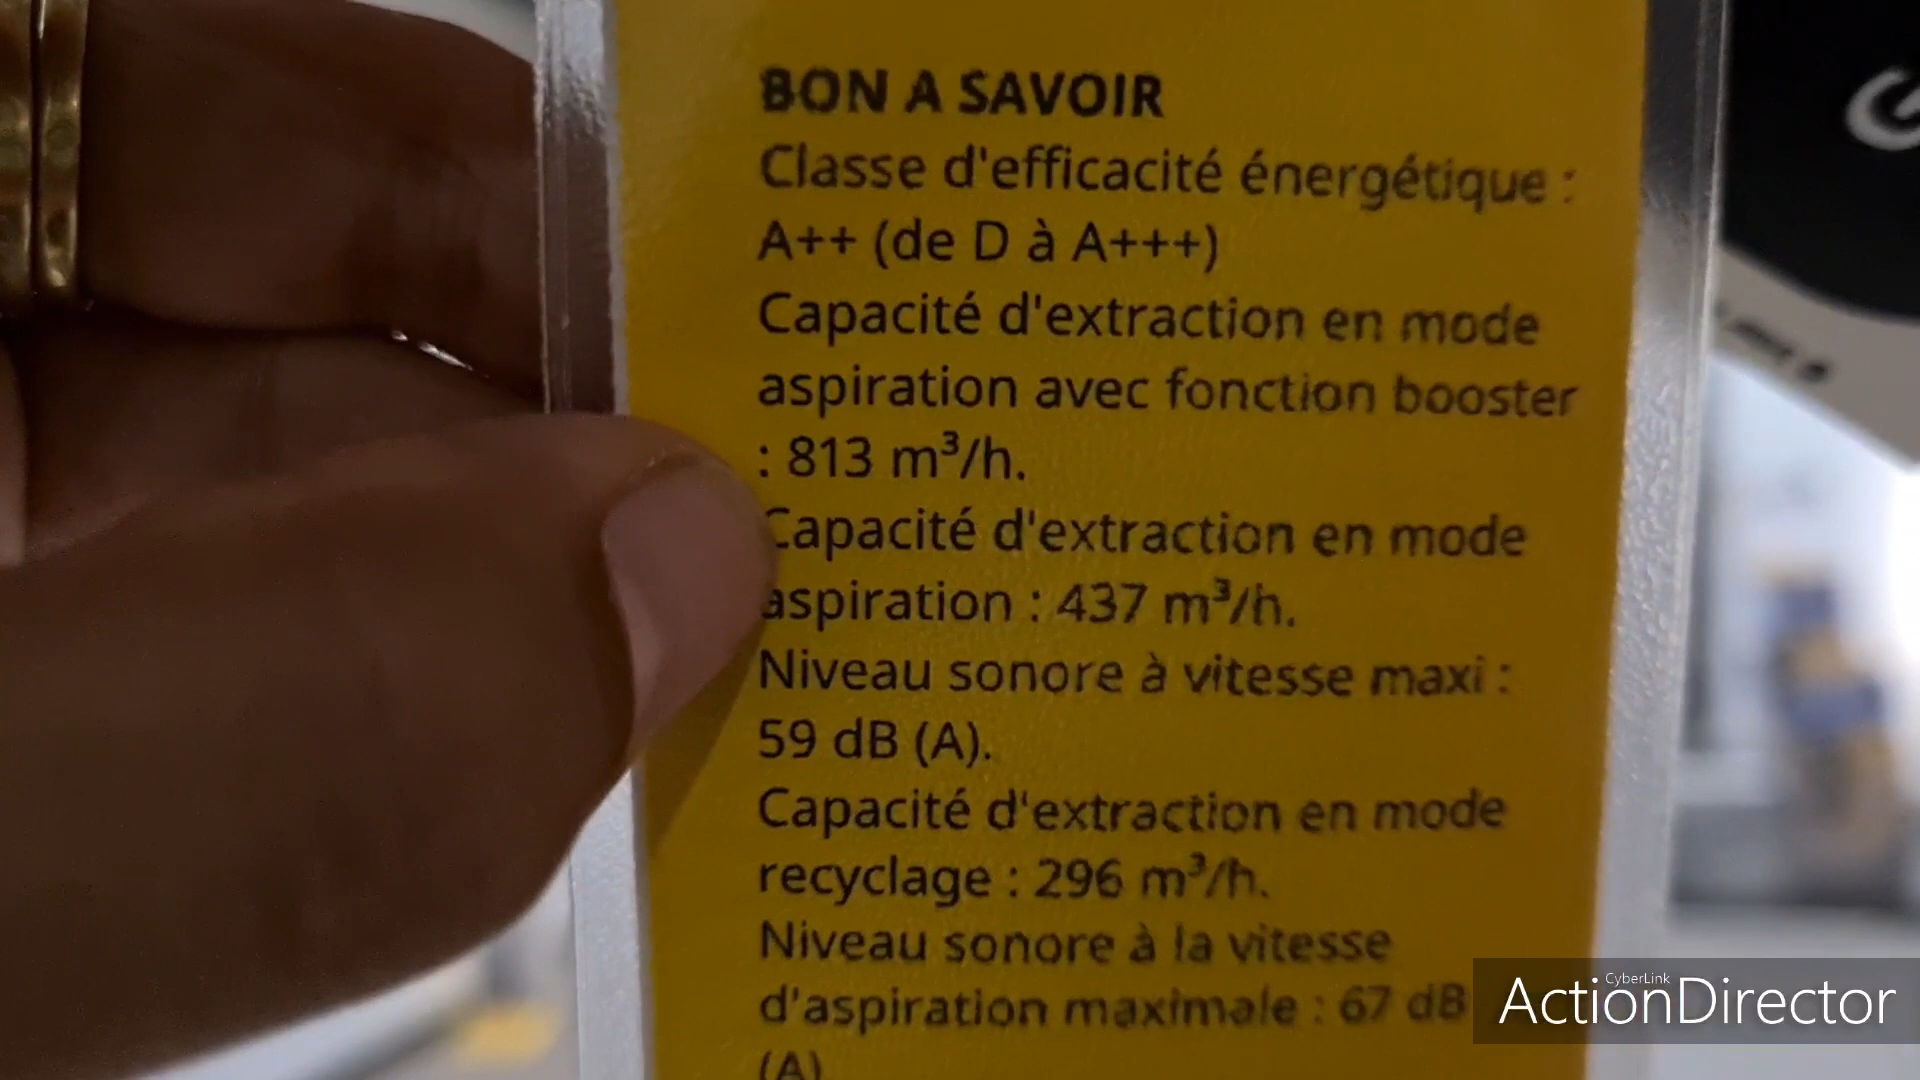 BON A SAVOIR
Classe d'efficacité énergétique :
A++ (de D à A+++)
Capacité d'extraction en mode
aspiration avec fonction booster
: 813 m³/h.
Capacité d'extraction en mode
aspiration : 437 m³/h.
Niveau sonore à vitesse maxi :
59 dB (A).
Capacité d'extraction en mode
recyclage : 296 m³/h.
Niveau sonore à la vitesse
d'aspiration maximale : 67 dB
(A)
CyberLink
ActionDirector